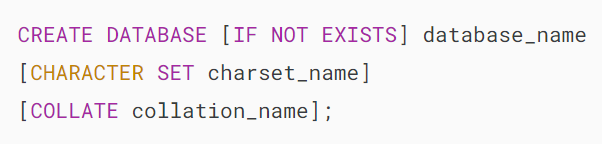 CREATE DATABASE [IF NOT EXISTS] database_name
[CHARACTER SET charset_name]
[COLLATE collation_name];